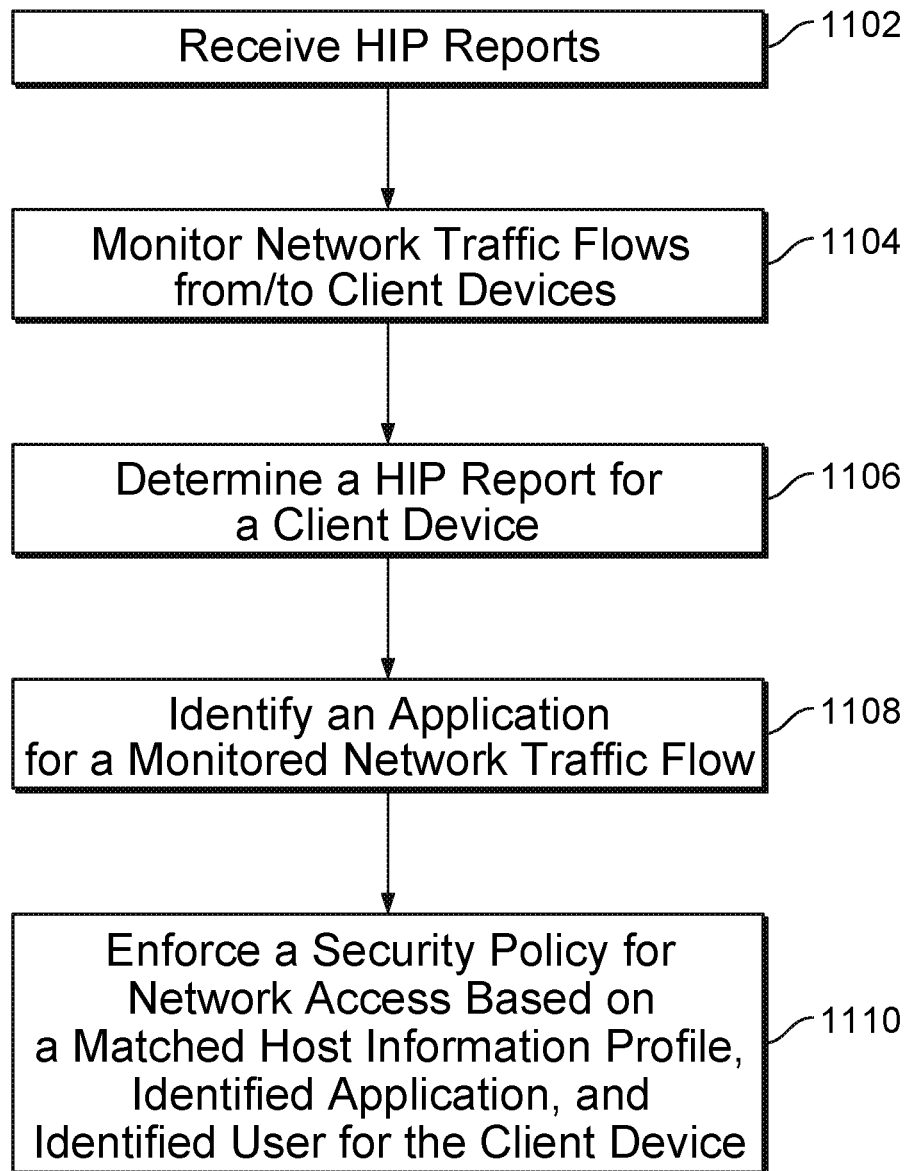 Receive HIP Reports
1102
Monitor Network Traffic Flows
from/to Client Devices
1104
Determine a HIP Report for
a Client Device
1106
Identify an Application
for a Monitored Network Traffic Flow
1108
Enforce a Security Policy for
Network Access Based on
a Matched Host Information Profile,
Identified Application, and
Identified User for the Client Device
1110